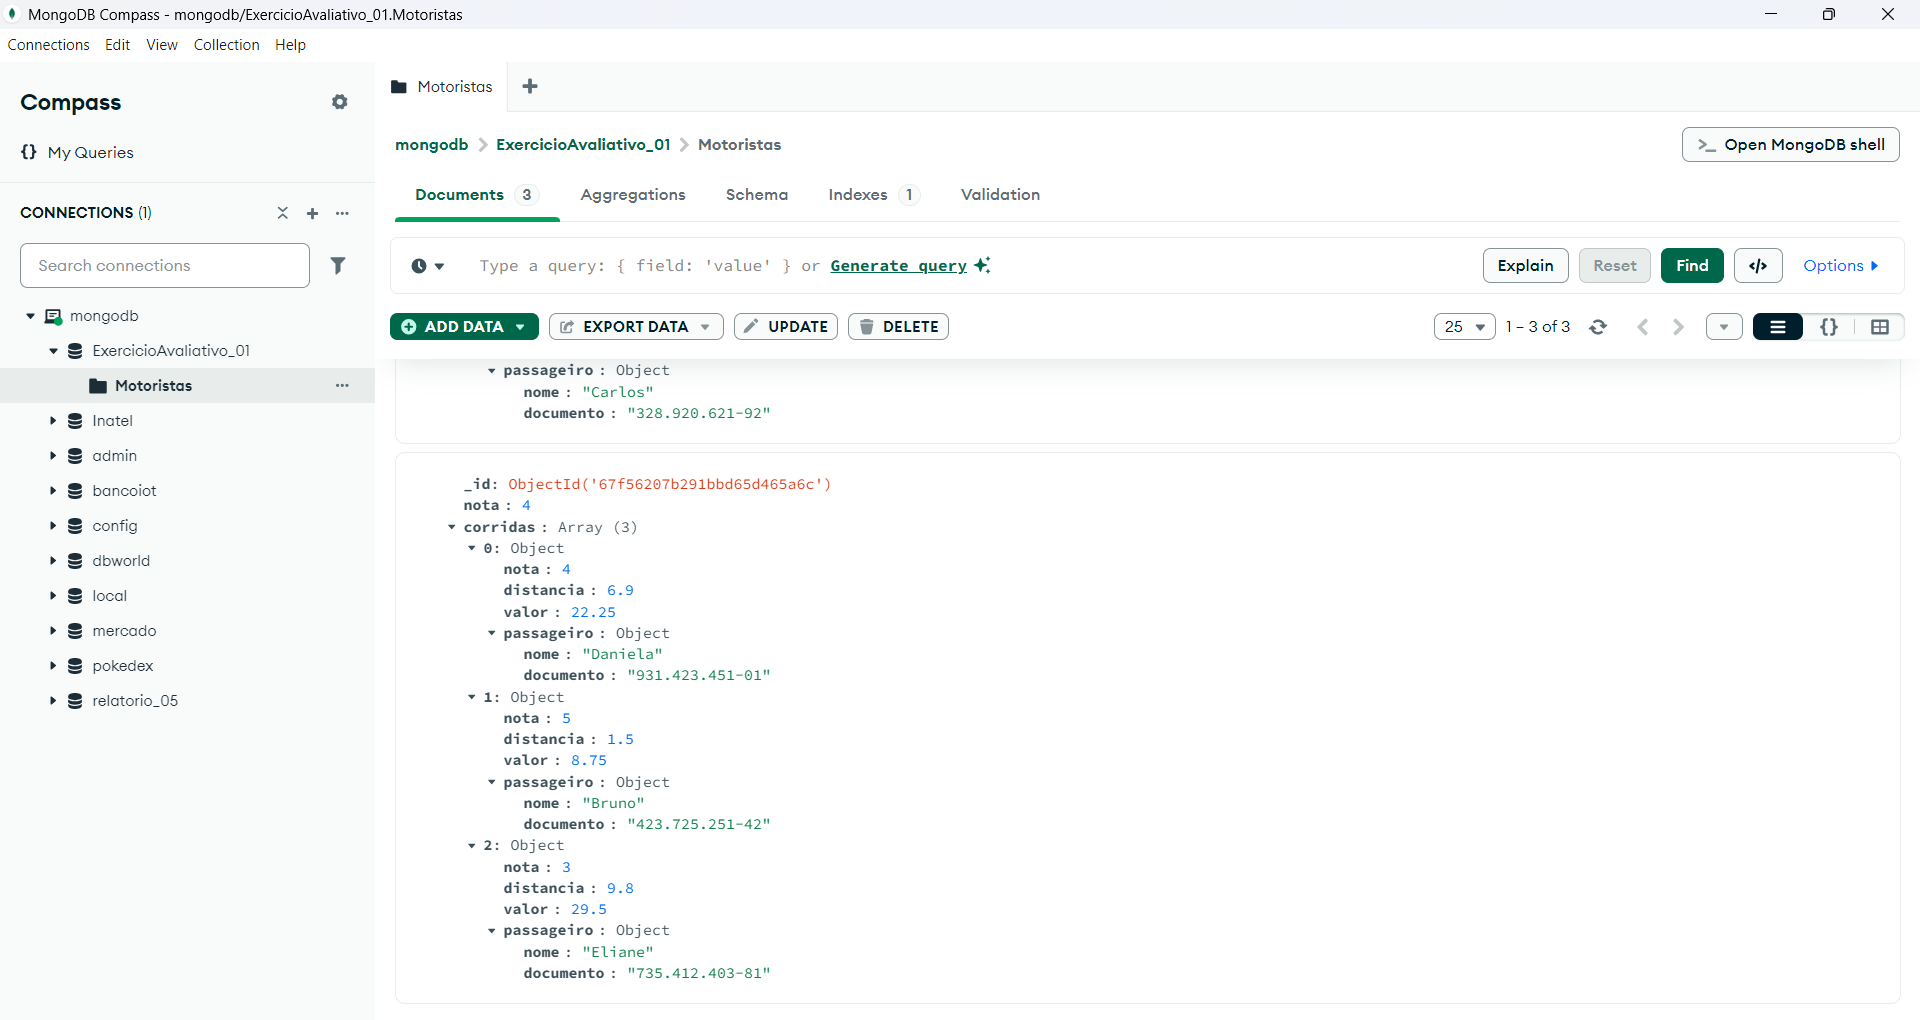 MongoDB Compass - mongodb/ExercicioAvaliativo_01.Motoristas
Connections Edit View Collection Help
Compass
{} My Queries
CONNECTIONS (1)
Search connections
mongodb
ExercicioAvaliativo_01
Motoristas
Inatel
admin
bancoiot
config
dbworld
local
mercado
pokedex
relatorio_05
Motoristas
mongodb > ExercicioAvaliativo_01 > Motoristas
>_ Open MongoDB shell
Documents 3 Aggregations Schema Indexes 1 Validation
Type a query: { field: 'value' } or Generate query
Explain Reset Find </> Options
ADD DATA EXPORT DATA UPDATE DELETE
25 1 – 3 of 3 {}
passageiro : Object
nome : "Carlos"
documento : "328.920.621-92"
_id: ObjectId('67f56207b291bbd65d465a6c')
nota : 4
corridas : Array (3)
0: Object
nota : 4
distancia : 6.9
valor : 22.25
passageiro : Object
nome : "Daniela"
documento : "931.423.451-01"
1: Object
nota : 5
distancia : 1.5
valor : 8.75
passageiro : Object
nome : "Bruno"
documento : "423.725.251-42"
2: Object
nota : 3
distancia : 9.8
valor : 29.5
passageiro : Object
nome : "Eliane"
documento : "735.412.403-81"